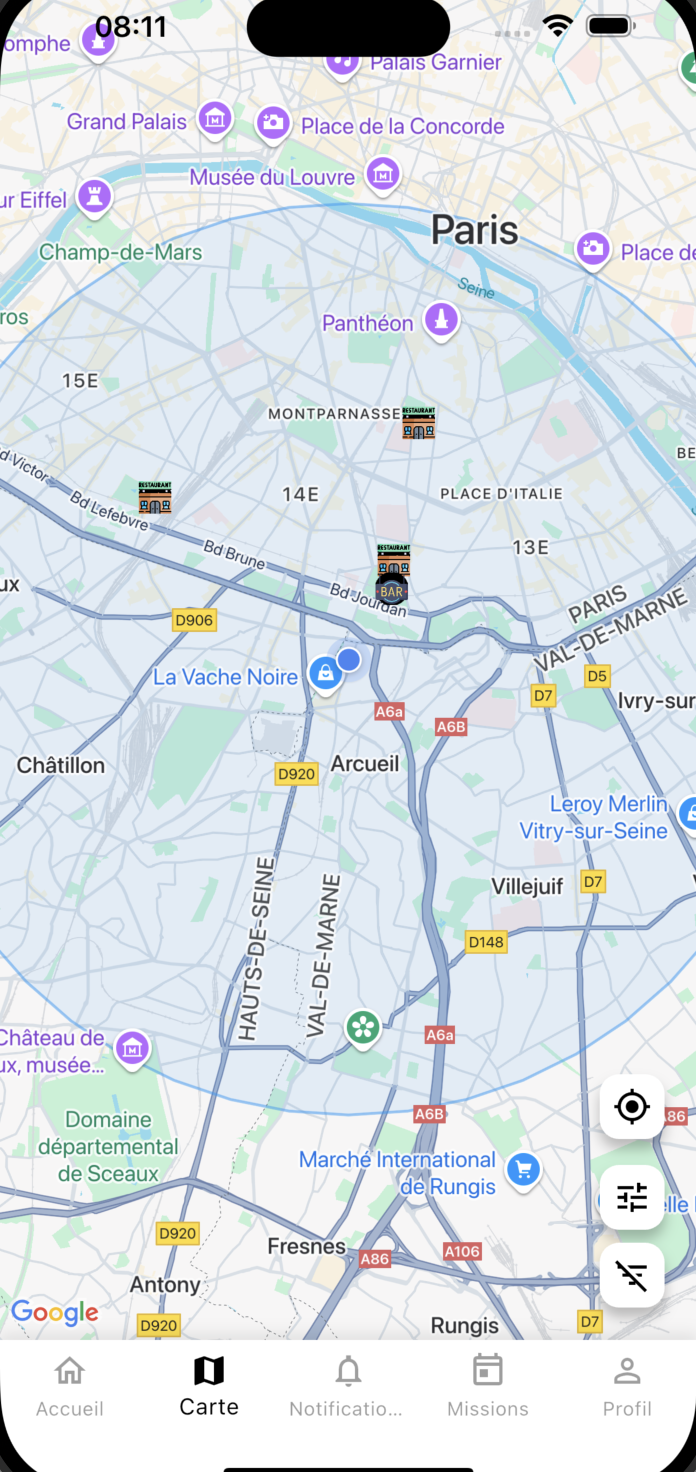 08:11
omphe
Palais Garnier
Grand Palais
Place de la Concorde
Musée du Louvre
ur Eiffel
Paris
Champ-de-Mars
Place de
Seine
ros
Panthéon
15E
MONTPARNASSE
RESTAURANT
BE
d Victor
Bd Lefebvre
RESTAURANT
14E
PLACE D'ITALIE
Bd Brune
13E
RESTAURANT
BAR
Bd Jourdan
ux
D906
PARIS
VAL-DE-MARNE
La Vache Noire
D5
D7
Ivry-sur
A6a
A6B
Châtillon
D920
Arcueil
Leroy Merlin
Vitry-sur-Seine
Villejuif
D7
HAUTS-DE-SEINE
VAL-DE-MARNE
D148
A6a
Château de
ux, musée...
A6B
A86
Domaine
départemental
de Sceaux
Marché International
de Rungis
elle
D920
Fresnes
A86
A106
Antony
Google
D920
Rungis
D7
Accueil
Carte
Notificatio...
Missions
Profil